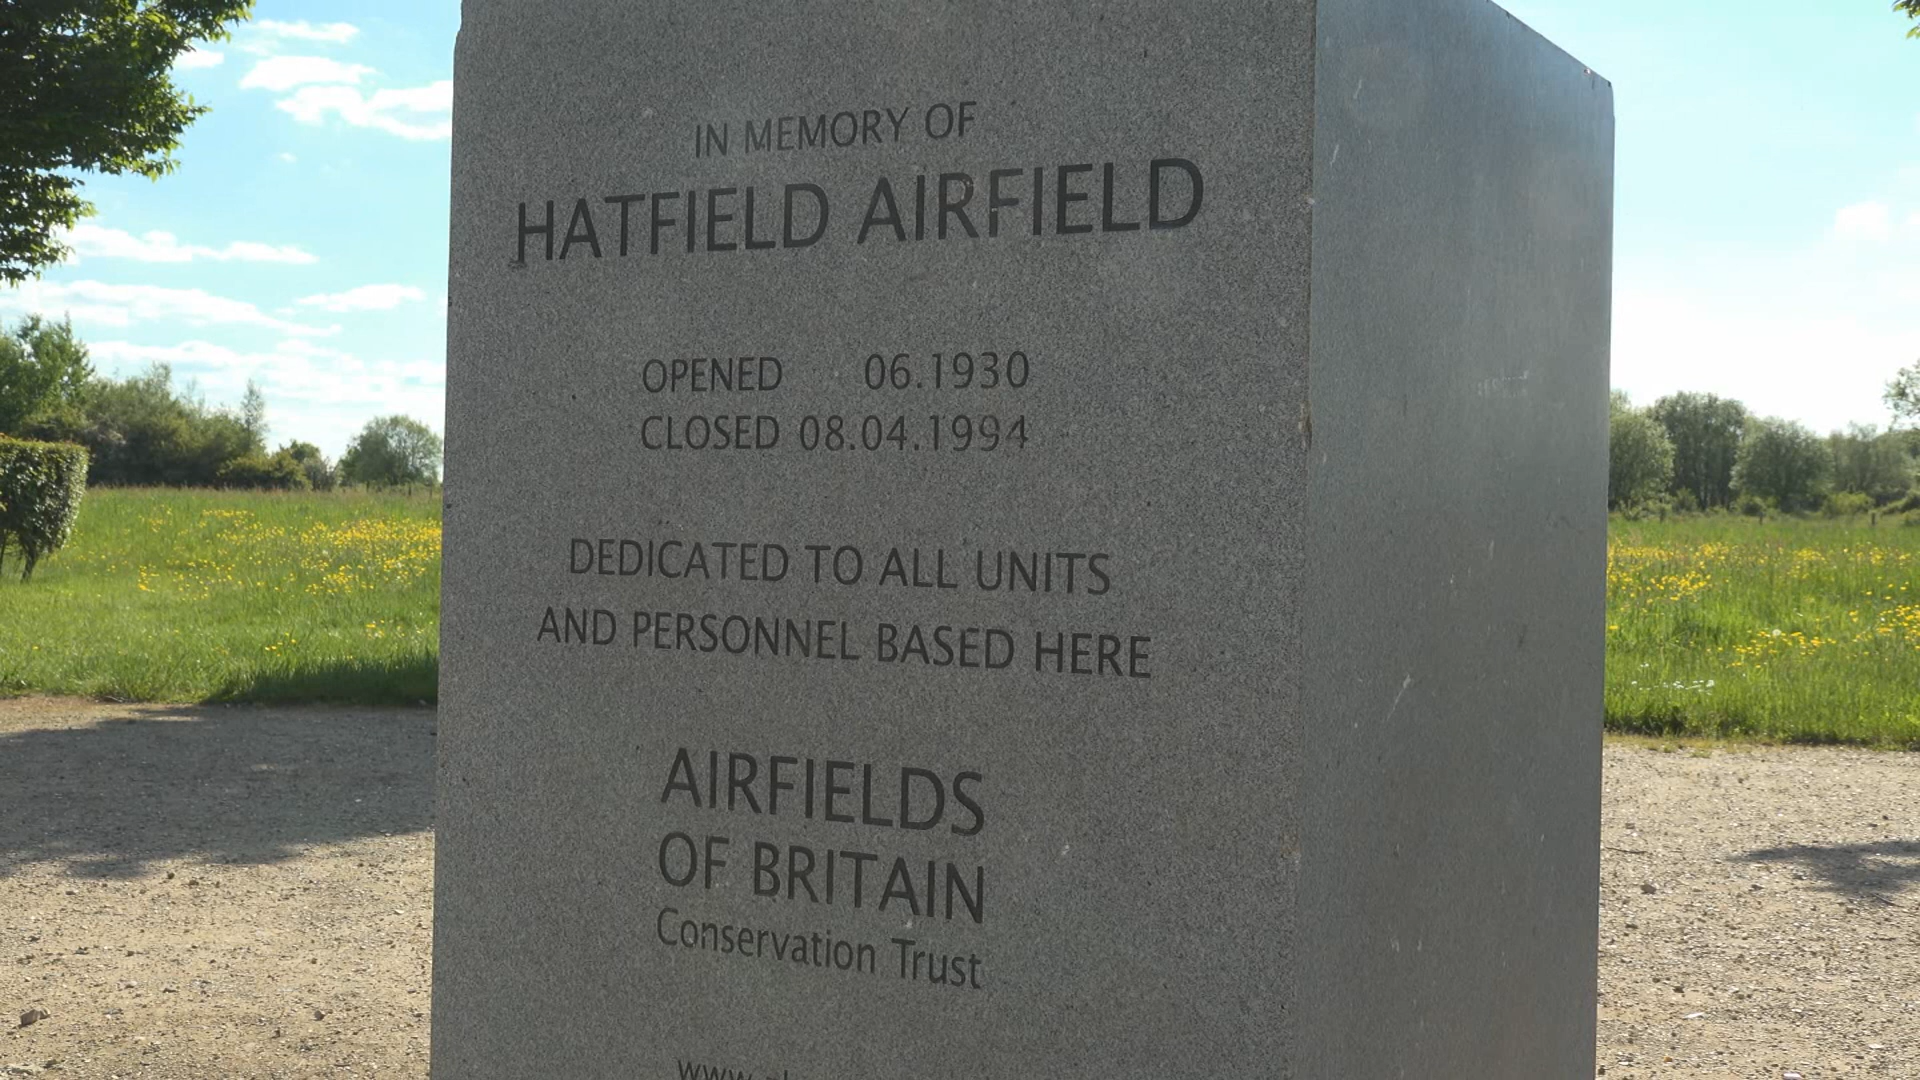 IN MEMORY OF
HATFIELD AIRFIELD
OPENED 06.1930
CLOSED 08.04.1994
DEDICATED TO ALL UNITS
AND PERSONNEL BASED HERE
AIRFIELDS
OF BRITAIN
Conservation Trust